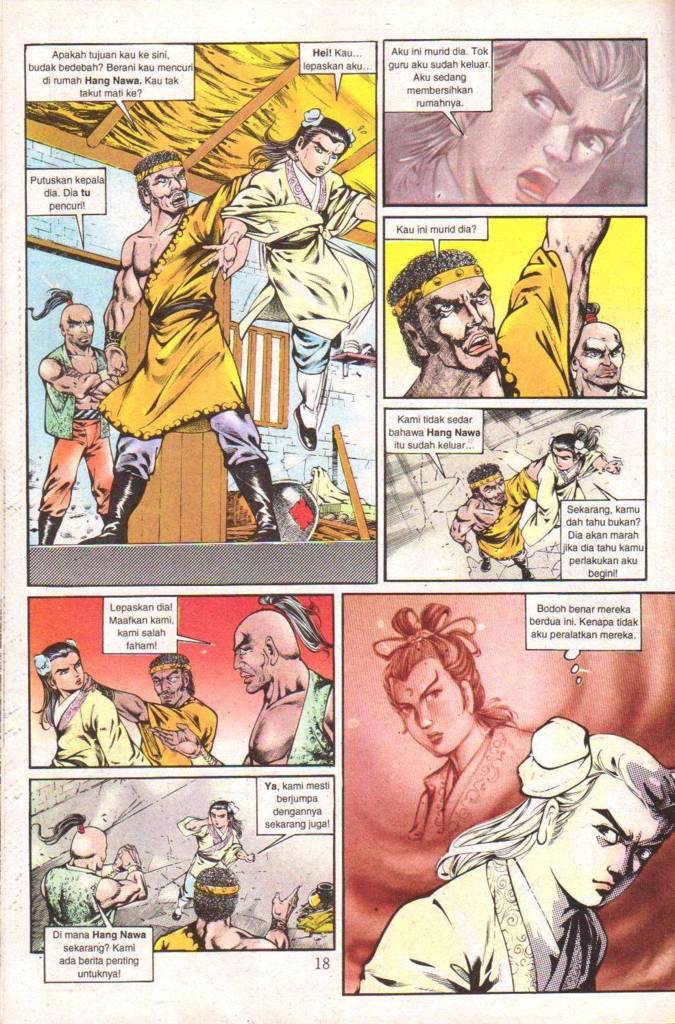 Apakah tujuan kau ke sini,
budak bedebah? Berani kau mencuri
di rumah Hang Nawa. Kau tak
takut mati ke?
Hei! Kau...
lepaskan aku...
Putuskan kepala
dia. Dia tu
pencuri!
Aku ini murid dia. Tok
guru aku sudah keluar.
Aku sedang
membersihkan
rumahnya.
Kau ini murid dia?
Kami tidak sedar
bahawa Hang Nawa
itu sudah keluar...
Sekarang, kamu
dah tahu bukan?
Dia akan marah
jika dia tahu kamu
perlakukan aku
begini!
Lepaskan dia!
Maafkan kami,
kami salah
faham!
Ya, kami mesti
berjumpa
dengannya
sekarang juga!
Di mana Hang Nawa
sekarang? Kami
ada berita penting
untuknya!
Bodoh benar mereka
berdua ini. Kenapa tidak
aku peralatkan mereka.
18